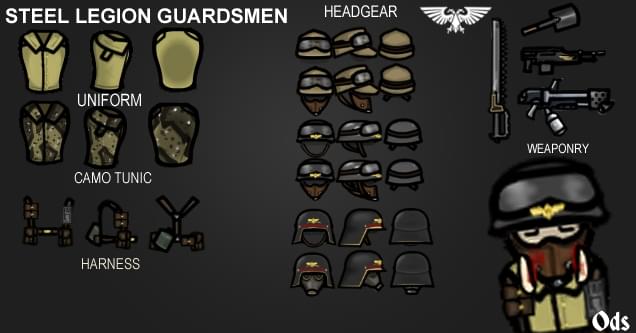 STEEL LEGION GUARDSMEN
HEADGEAR
UNIFORM
CAMO TUNIC
HARNESS
WEAPONRY
Ods